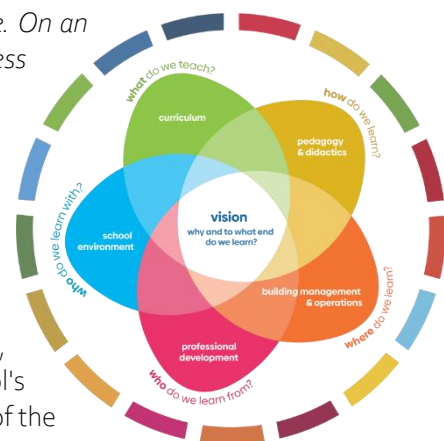 e. On an
ess
what do we teach?
how do we learn?
curriculum
pedagogy
& didactics
vision
why and to what end
do we learn?
school
environment
who do we learn with?
building management
& operations
where do we learn?
professional
development
who do we learn from?
,
ol's
of the